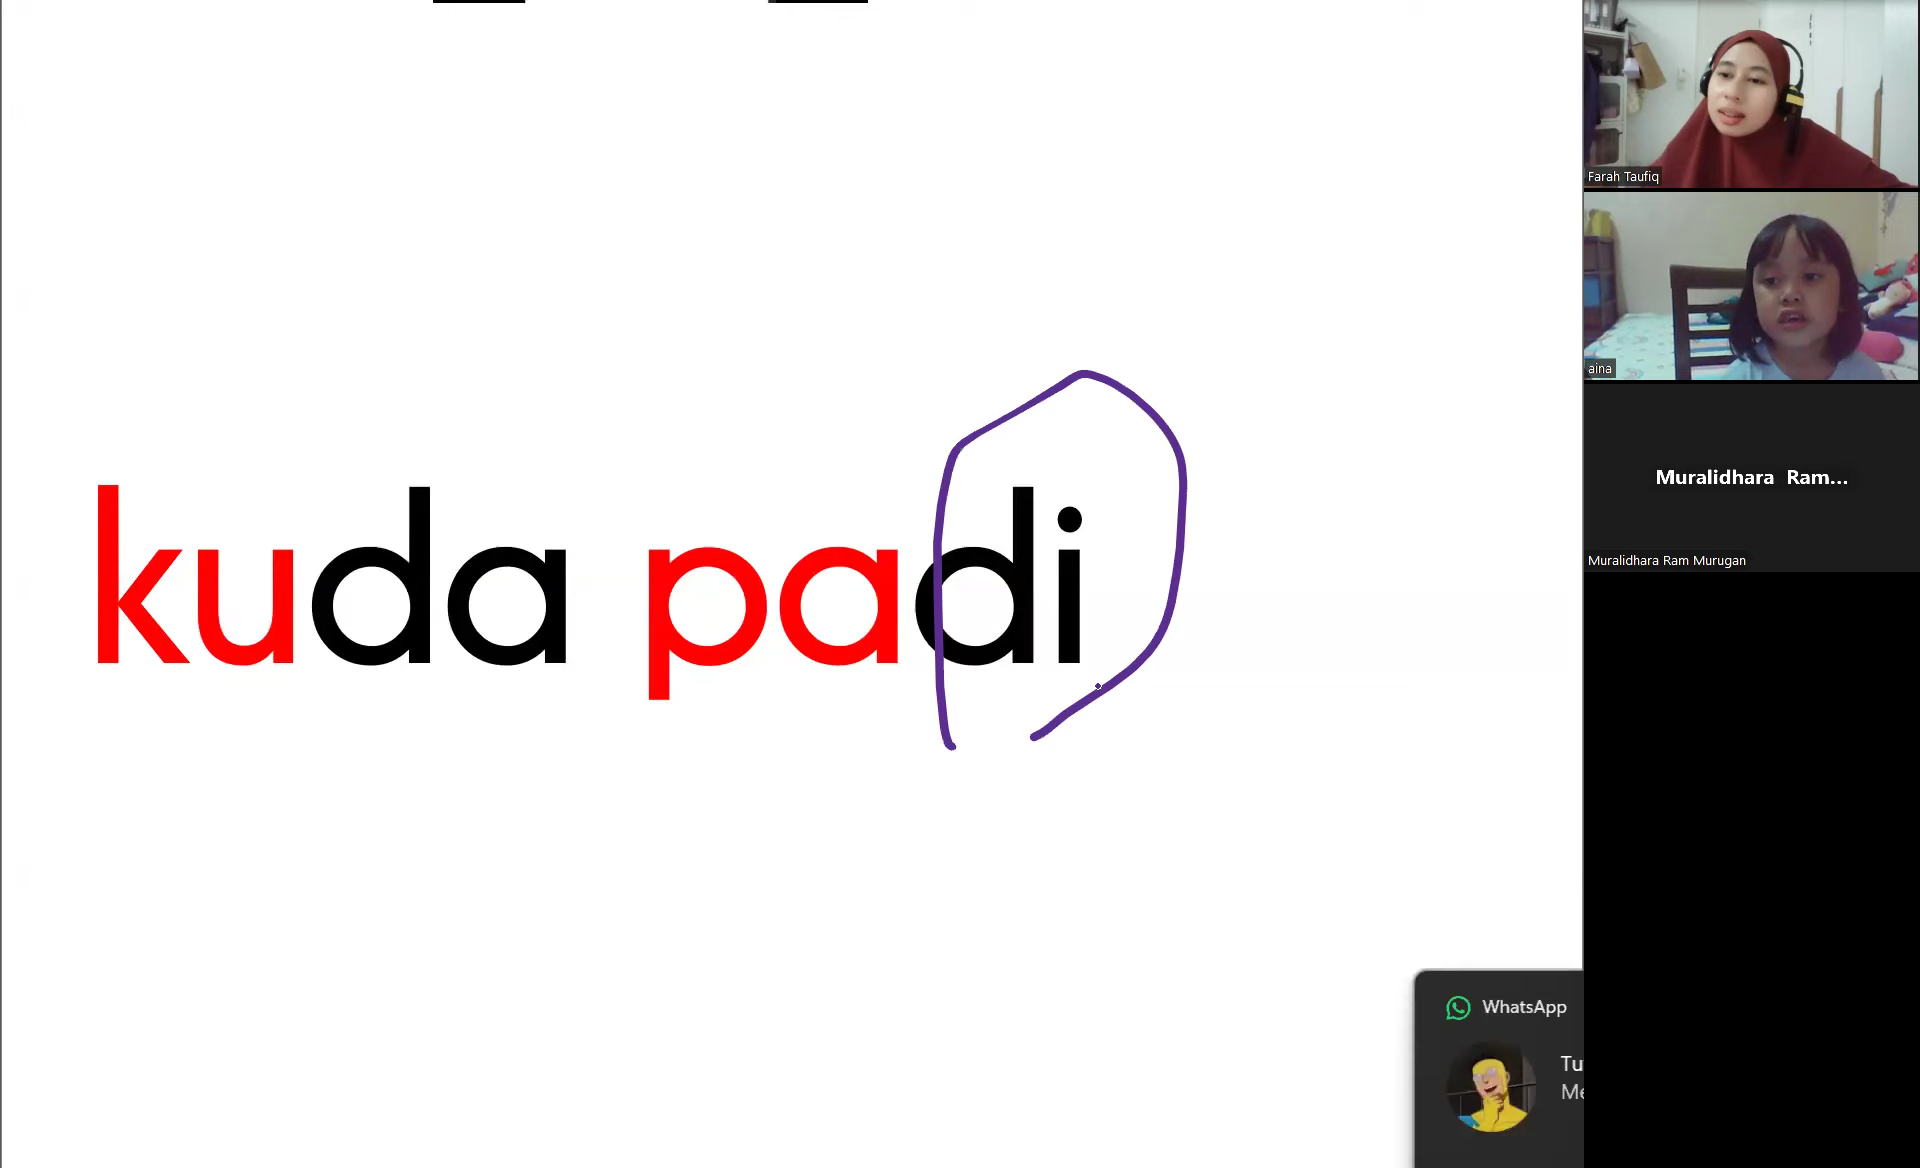 kuda padi
Farah Taufiq
aina
Muralidhara Ram...
Muralidhara Ram Murugan
WhatsApp